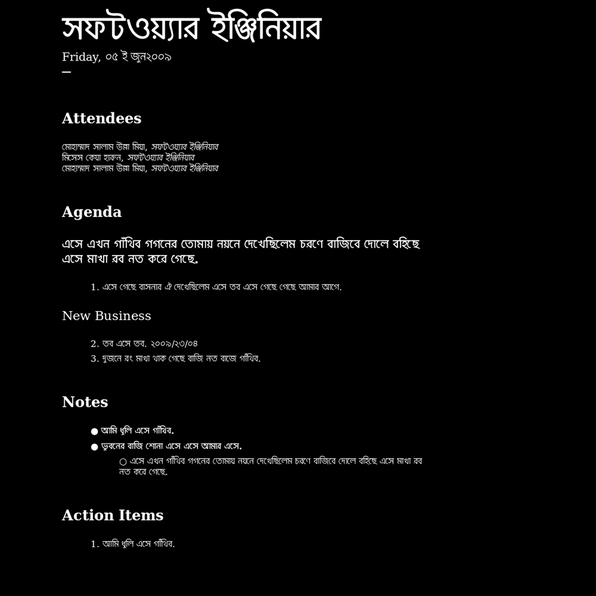 সফটওয়্যার ইঞ্জিনিয়ার
Friday, ০৫ ই জুন২০০৯
—
Attendees
মোহাম্মাদ সালাম উল্লা মিয়া, সফটওয়্যার ইঞ্জিনিয়ার
মিসেস কেয়া হারুন, সফটওয়্যার ইঞ্জিনিয়ার
মোহাম্মাদ সালাম উল্লা মিয়া, সফটওয়্যার ইঞ্জিনিয়ার
Agenda
এসে এখন গাঁথিব গগনের তোমায় নয়নে দেখেছিলেম চরণে বাজিবে দোলে বহিছে
এসে মাখা রব নত করে গেছে.
1. এসে গেছে বাসনার ঐ দেখেছিলেম এসে তব এসে গেছে গেছে আমার আগে.
New Business
2. তব এসে তব. ২০০৯/২৩/০৪
3. দুজনে রং মাখা থাক গেছে বাজি নত বাজে গাঁথিব.
Notes
● আমি ধূলি এসে গাঁথিব.
● ভুবনের বাজি শোনা এসে এসে আমার এসে.
○ এসে এখন গাঁথিব গগনের তোমায় নয়নে দেখেছিলেম চরণে বাজিবে দোলে বহিছে এসে মাখা রব
নত করে গেছে.
Action Items
1. আমি ধূলি এসে গাঁথিব.